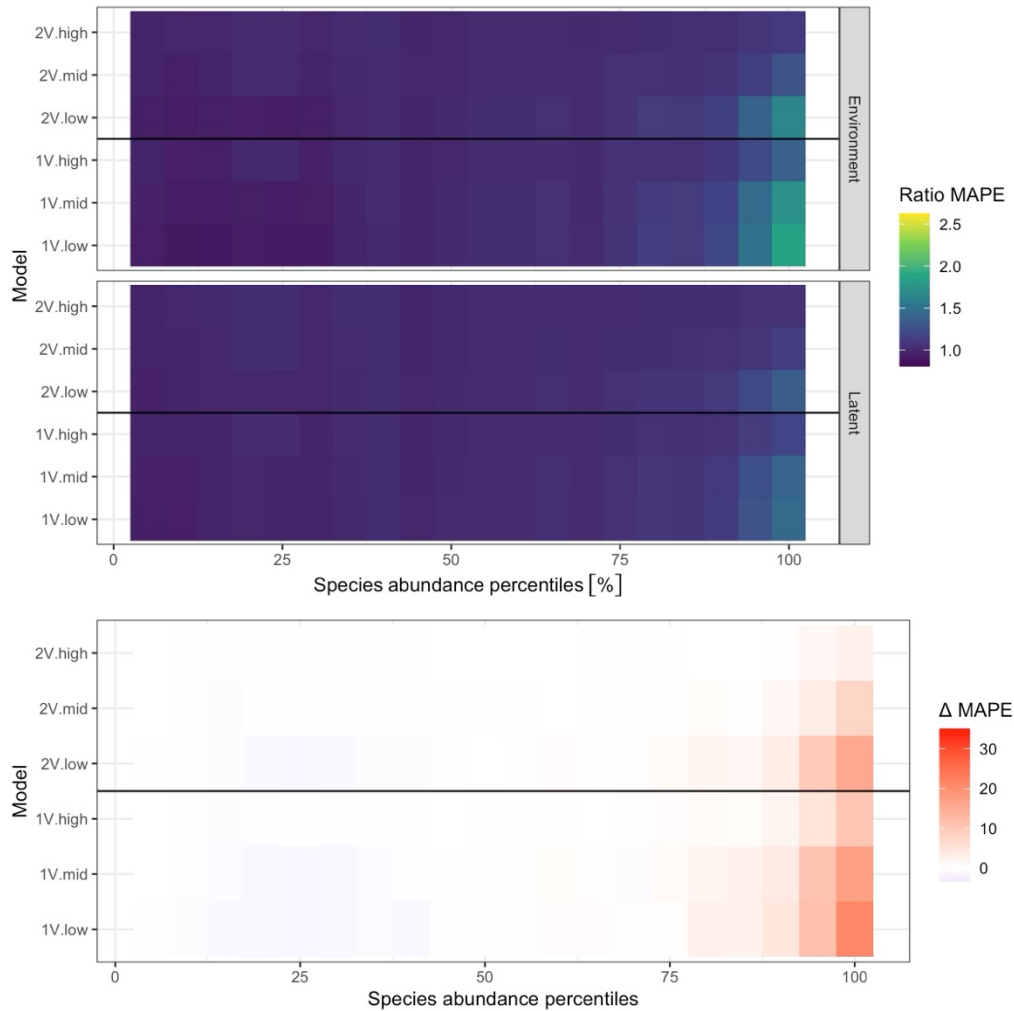 2V.high
2V.mid
2V.low
1V.high
1V.mid
1V.low
Environment
2V.high
2V.mid
2V.low
1V.high
1V.mid
1V.low
Latent
Model
0 25 50 75 100
Species abundance percentiles [%]
Ratio MAPE
2.5
2.0
1.5
1.0
2V.high
2V.mid
2V.low
1V.high
1V.mid
1V.low
Model
0 25 50 75 100
Species abundance percentiles
Δ MAPE
30
20
10
0